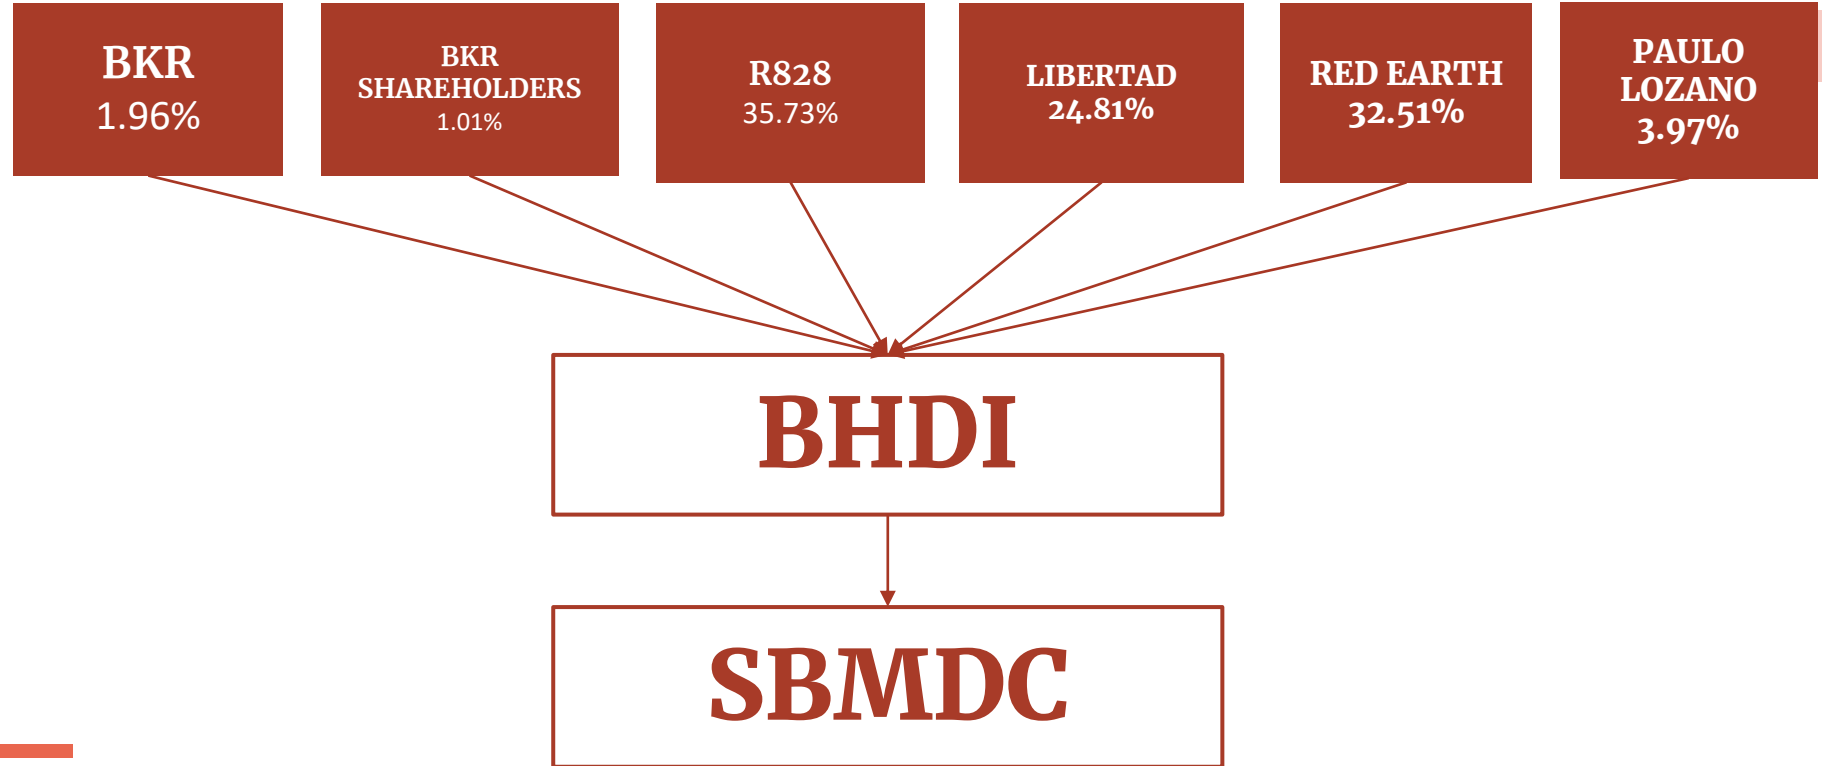 BKR
1.96%
BKR
SHAREHOLDERS
1.01%
R828
35.73%
LIBERTAD
24.81%
RED EARTH
32.51%
PAULO
LOZANO
3.97%
BHDI
SBMDC